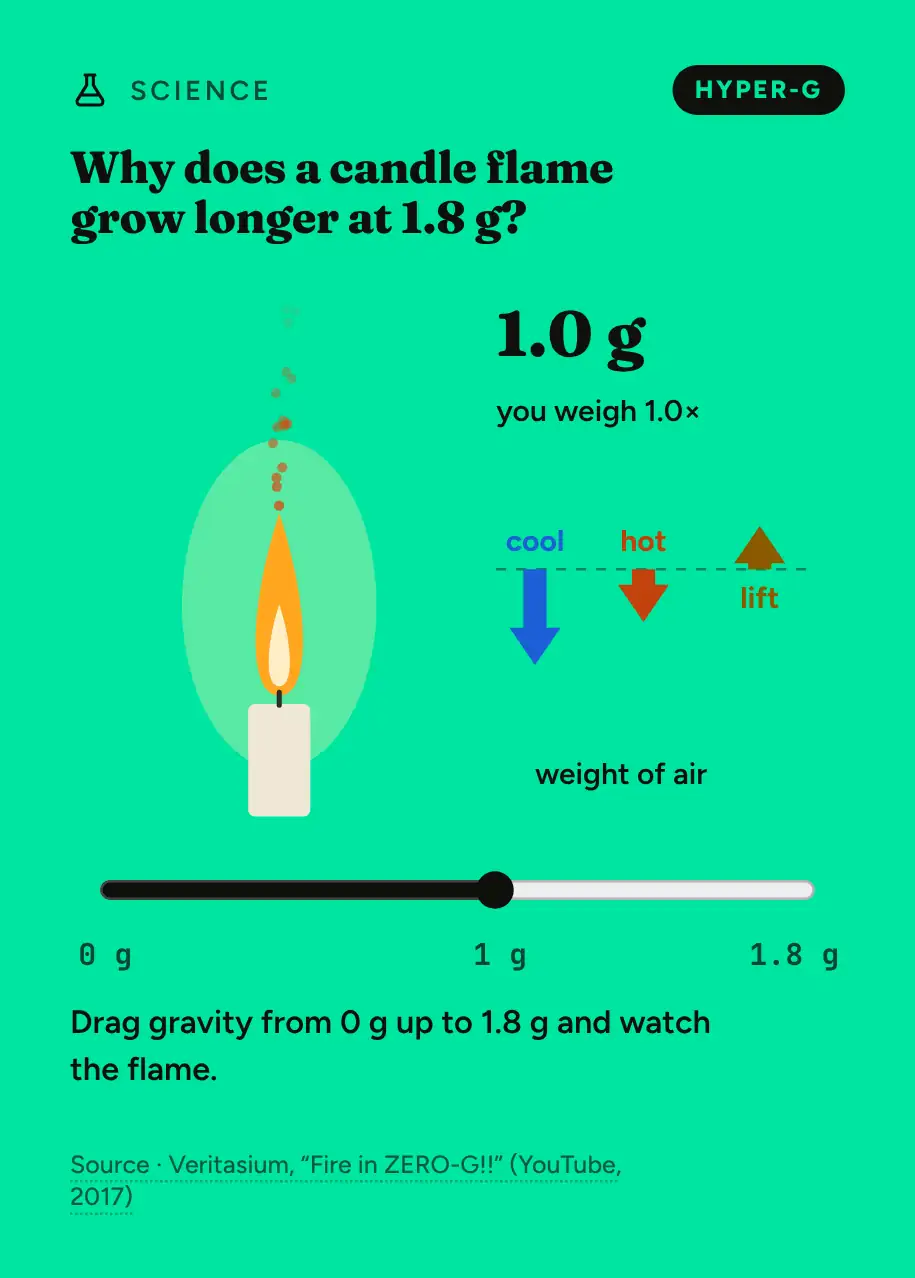 SCIENCE
HYPER-G
Why does a candle flame
grow longer at 1.8 g?
1.0 g
you weigh 1.0×
cool
hot
lift
weight of air
0 g
1 g
1.8 g
Drag gravity from 0 g up to 1.8 g and watch
the flame.
Source · Veritasium, “Fire in ZERO-G!!” (YouTube,
2017)